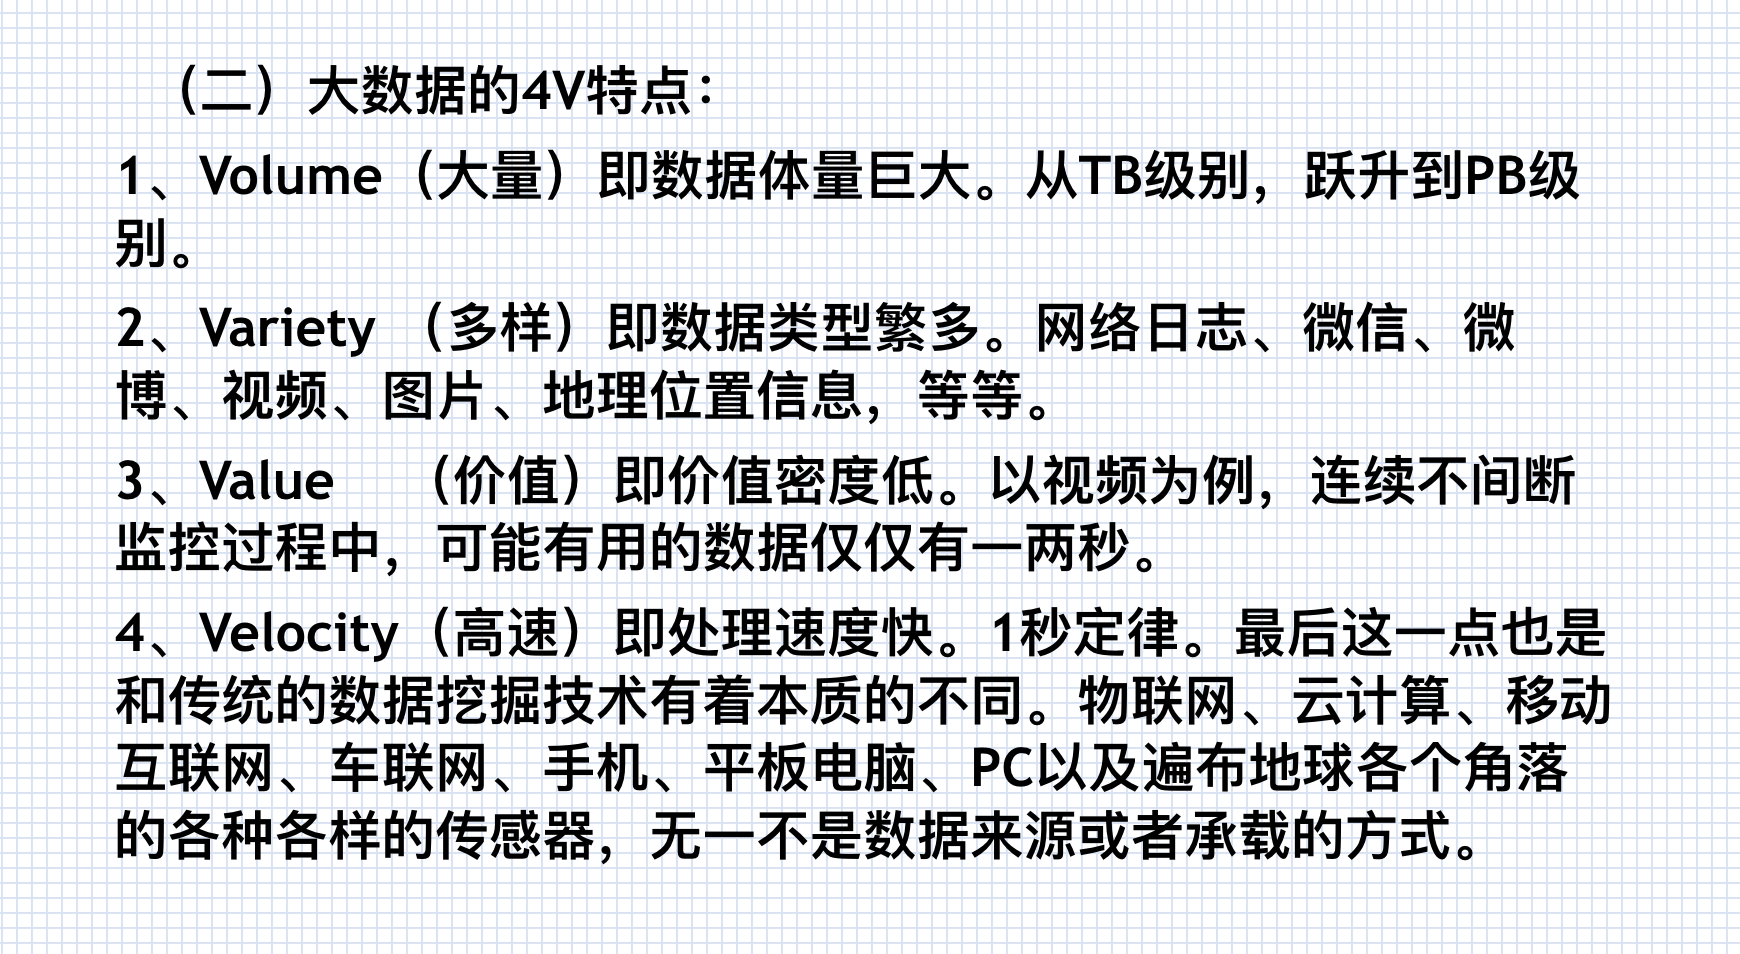 （二）大数据的4V特点：
1、Volume（大量）即数据体量巨大。从TB级别，跃升到PB级
别。
2、Variety （多样）即数据类型繁多。网络日志、微信、微
博、视频、图片、地理位置信息，等等。
3、Value （价值）即价值密度低。以视频为例，连续不间断
监控过程中，可能有用的数据仅仅有一两秒。
4、Velocity（高速）即处理速度快。1秒定律。最后这一点也是
和传统的数据挖掘技术有着本质的不同。物联网、云计算、移动
互联网、车联网、手机、平板电脑、PC以及遍布地球各个角落
的各种各样的传感器，无一不是数据来源或者承载的方式。